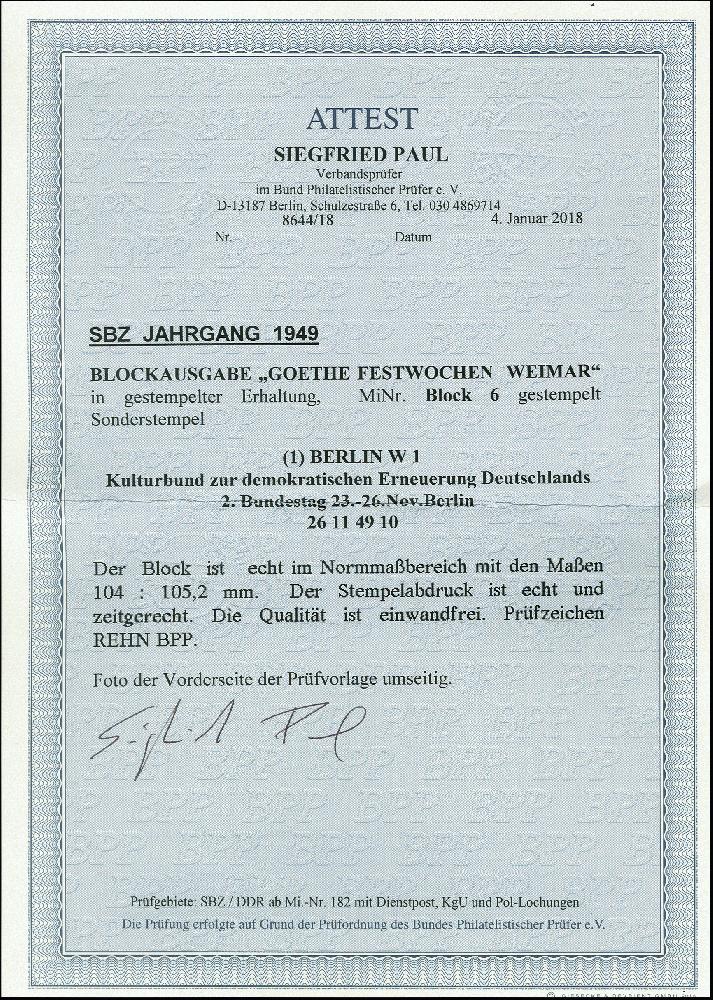 ATTEST
SIEGFRIED PAUL
Verbandsprüfer
im Bund Philatelistischer Prüfer e. V.
D-13187 Berlin, Schulzestraße 6, Tel. 030 4869714
8644/18 4. Januar 2018
Nr. Datum
SBZ JAHRGANG 1949
BLOCKAUSGABE „GOETHE FESTWOCHEN WEIMAR“
in gestempelter Erhaltung, MiNr. Block 6 gestempelt
Sonderstempel
(1) BERLIN W 1
Kulturbund zur demokratischen Erneuerung Deutschlands
2. Bundestag 23.-26.Nov.Berlin
26 11 49 10
Der Block ist echt im Normmaßbereich mit den Maßen
104 : 105,2 mm. Der Stempelabdruck ist echt und
zeitgerecht. Die Qualität ist einwandfrei. Prüfzeichen
REHN BPP.
Foto der Vorderseite der Prüfvorlage umseitig.
Prüfgebiete: SBZ / DDR ab Mi.-Nr. 182 mit Dienstpost, KgU und Pol-Lochungen
Die Prüfung erfolgte auf Grund der Prüfordnung des Bundes Philatelistischer Prüfer e.V.